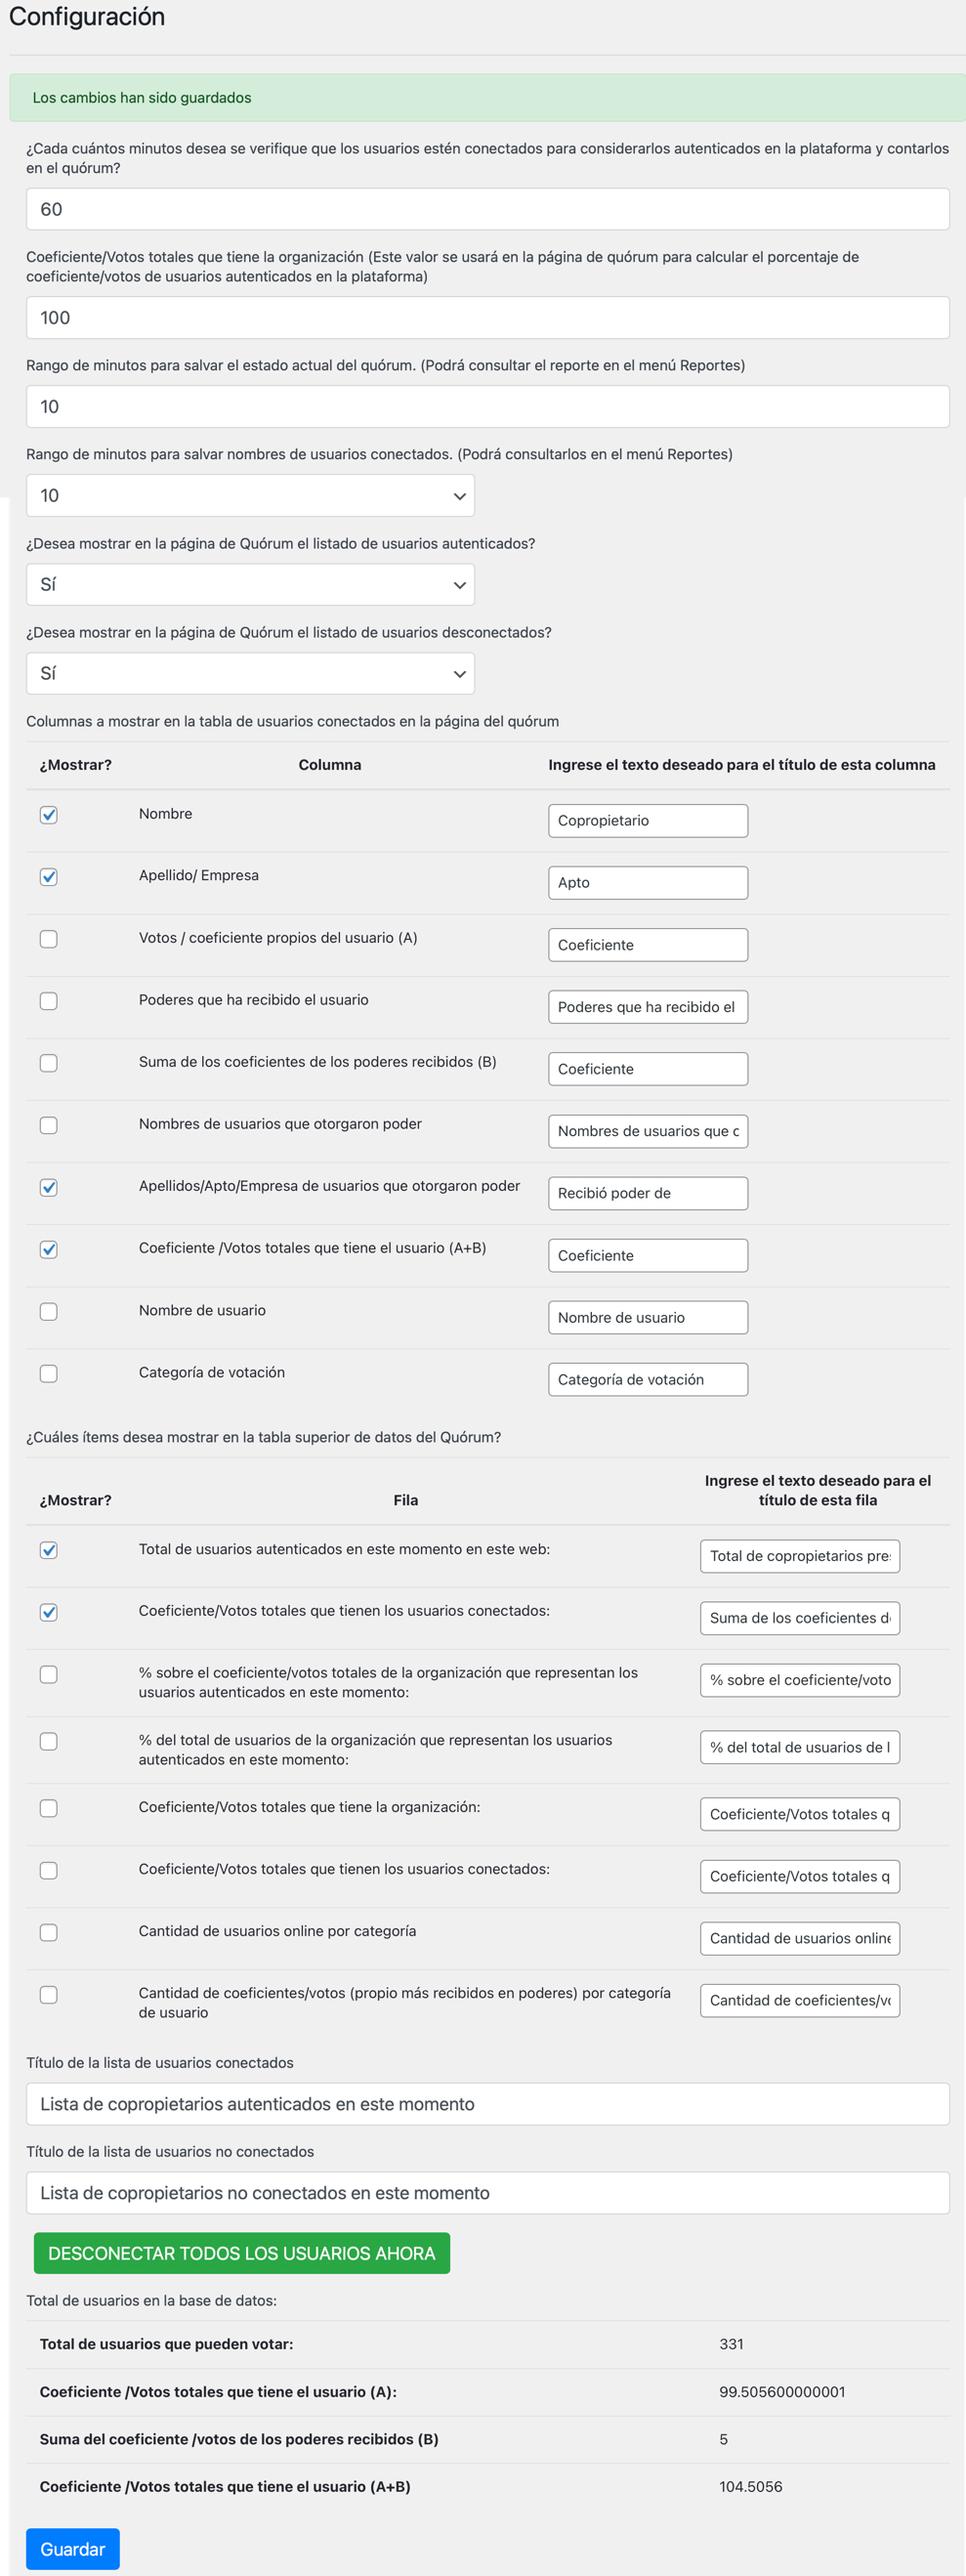 Configuración
Los cambios han sido guardados
¿Cada cuántos minutos desea se verifique que los usuarios estén conectados para considerarlos autenticados en la plataforma y contarlos
en el quórum?
60
Coeficiente/Votos totales que tiene la organización (Este valor se usará en la página de quórum para calcular el porcentaje de
coeficiente/votos de usuarios autenticados en la plataforma)
100
Rango de minutos para salvar el estado actual del quórum. (Podrá consultar el reporte en el menú Reportes)
10
Rango de minutos para salvar nombres de usuarios conectados. (Podrá consultarlos en el menú Reportes)
10
¿Desea mostrar en la página de Quórum el listado de usuarios autenticados?
Sí
¿Desea mostrar en la página de Quórum el listado de usuarios desconectados?
Sí
Columnas a mostrar en la tabla de usuarios conectados en la página del quórum
¿Mostrar? Columna Ingrese el texto deseado para el título de esta columna
Nombre Copropietario
Apellido/ Empresa Apto
Votos / coeficiente propios del usuario (A) Coeficiente
Poderes que ha recibido el usuario Poderes que ha recibido el
Suma de los coeficientes de los poderes recibidos (B) Coeficiente
Nombres de usuarios que otorgaron poder Nombres de usuarios que
Apellidos/Apto/Empresa de usuarios que otorgaron poder Recibió poder de
Coeficiente /Votos totales que tiene el usuario (A+B) Coeficiente
Nombre de usuario Nombre de usuario
Categoría de votación Categoría de votación
¿Cuáles ítems desea mostrar en la tabla superior de datos del Quórum?
Ingrese el texto deseado para el
¿Mostrar? Fila título de esta fila
Total de usuarios autenticados en este momento en este web: Total de copropietarios pre
Coeficiente/Votos totales que tienen los usuarios conectados: Suma de los coeficientes d
% sobre el coeficiente/votos totales de la organización que representan los % sobre el coeficiente/voto
usuarios autenticados en este momento:
% del total de usuarios de la organización que representan los usuarios % del total de usuarios de l
autenticados en este momento:
Coeficiente/Votos totales que tiene la organización: Coeficiente/Votos totales q
Coeficiente/Votos totales que tienen los usuarios conectados: Coeficiente/Votos totales q
Cantidad de usuarios online por categoría Cantidad de usuarios online
Cantidad de coeficientes/votos (propio más recibidos en poderes) por categoría Cantidad de coeficientes/vo
de usuario
Título de la lista de usuarios conectados
Lista de copropietarios autenticados en este momento
Título de la lista de usuarios no conectados
Lista de copropietarios no conectados en este momento
DESCONECTAR TODOS LOS USUARIOS AHORA
Total de usuarios en la base de datos:
Total de usuarios que pueden votar: 331
Coeficiente /Votos totales que tiene el usuario (A): 99.505600000001
Suma del coeficiente /votos de los poderes recibidos (B) 5
Coeficiente /Votos totales que tiene el usuario (A+B) 104.5056
Guardar